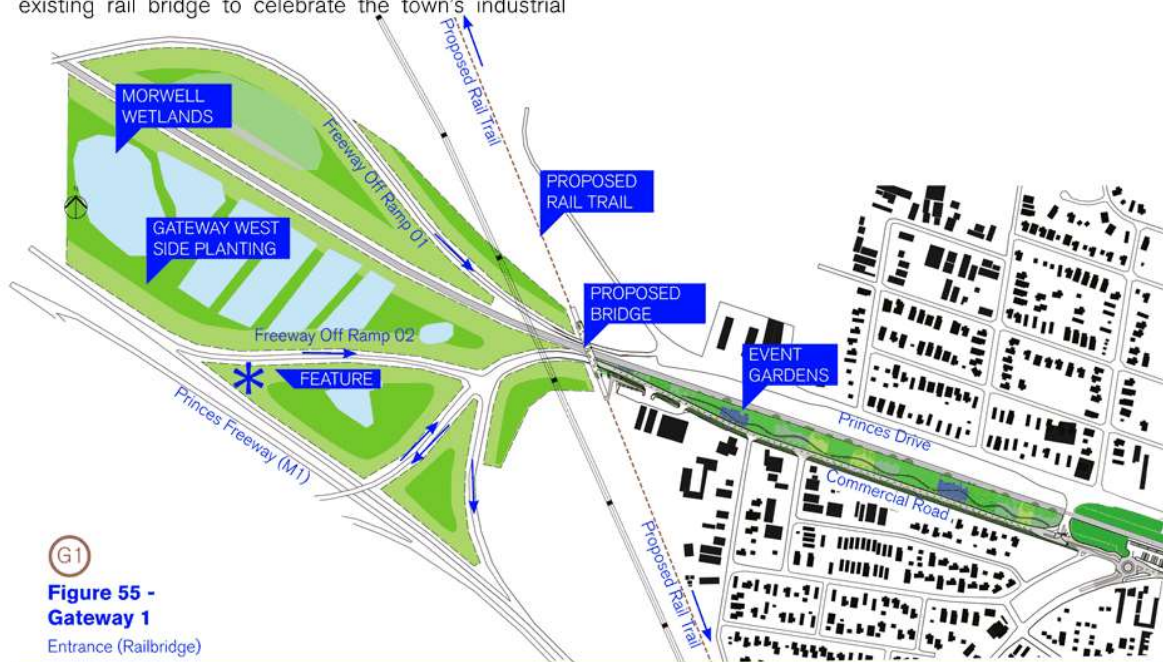 existing rail bridge to celebrate the town's industrial
Proposed Rail Trail
MORWELL
WETLANDS
Freeway Off Ramp 01
PROPOSED
RAIL TRAIL
GATEWAY WEST
SIDE PLANTING
PROPOSED
BRIDGE
Freeway Off Ramp 02
EVENT
GARDENS
FEATURE
Princes Freeway (M1)
Princes Drive
Commercial Road
Proposed Rail Trail
G1
Figure 55 -
Gateway 1
Entrance (Railbridge)